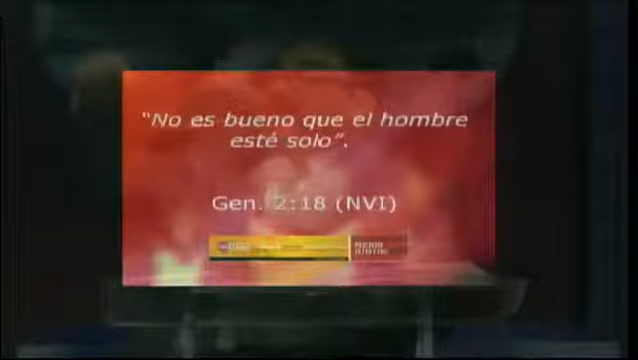 “No es bueno que el hombre
esté solo”.
Gen. 2:18 (NVI)